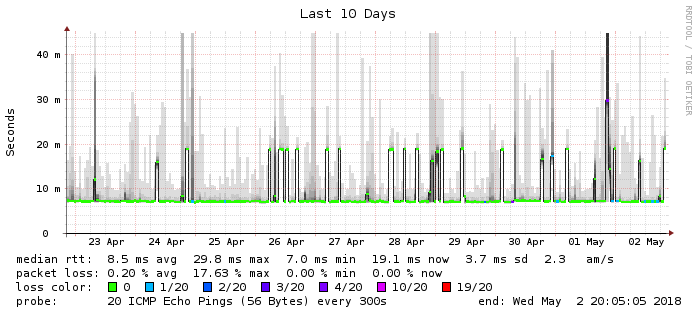 Last 10 Days
RRDTOOL / TOBI OETIKER
Seconds
40 m
30 m
20 m
10 m
0
23 Apr 24 Apr 25 Apr 26 Apr 27 Apr 28 Apr 29 Apr 30 Apr 01 May 02 May
median rtt: 8.5 ms avg 29.8 ms max 7.0 ms min 19.1 ms now 3.7 ms sd 2.3 am/s
packet loss: 0.20 % avg 17.63 % max 0.00 % min 0.00 % now
loss color: 0 1/20 2/20 3/20 4/20 10/20 19/20
probe: 20 ICMP Echo Pings (56 Bytes) every 300s end: Wed May 2 20:05:05 2018